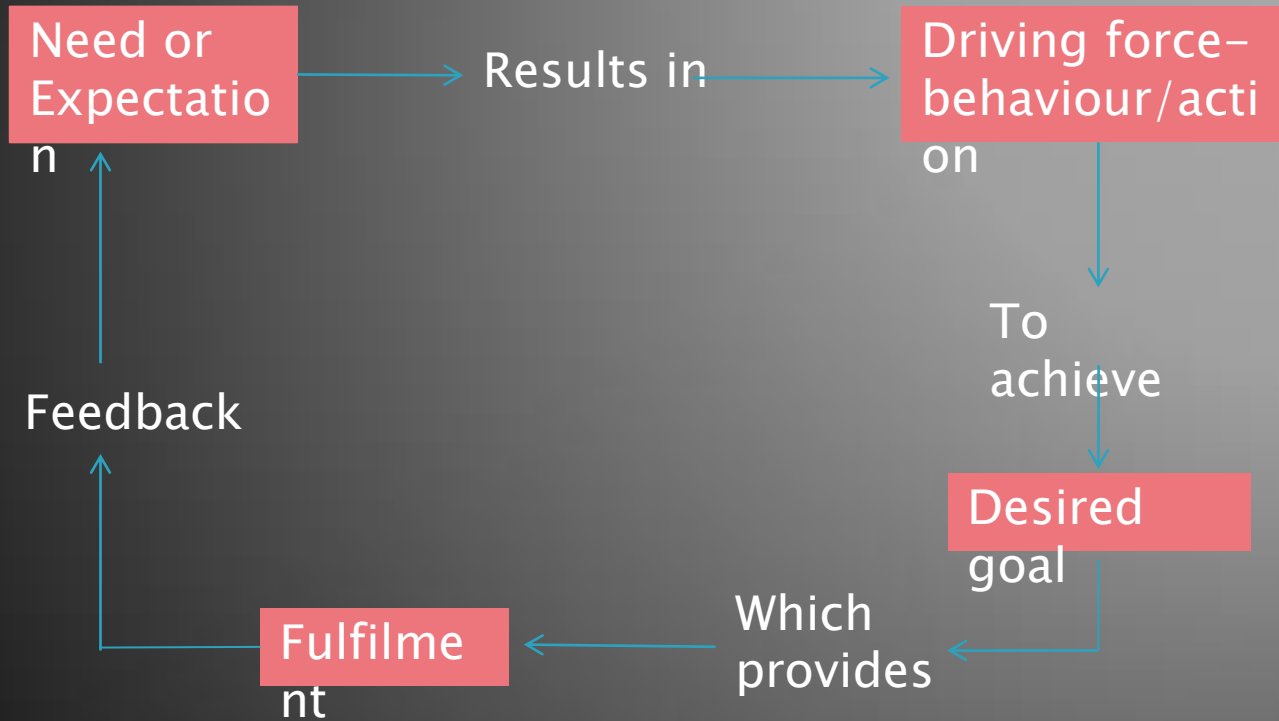 Need or
Expectatio
n
Results in
Driving force-
behaviour/acti
on
To
achieve
Desired
goal
Which
provides
Fulfilme
nt
Feedback